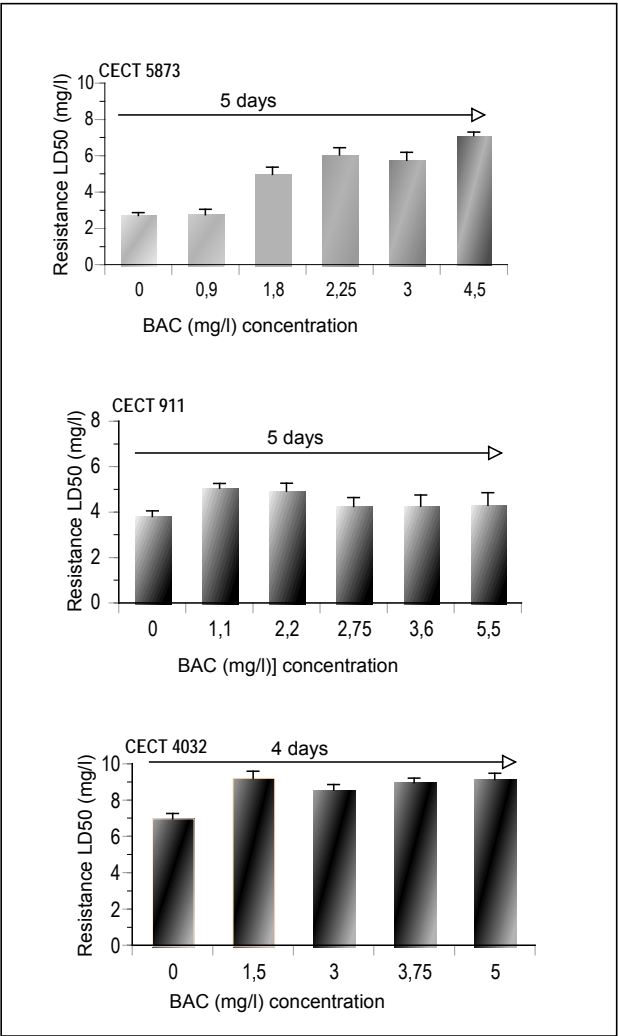 CECT 5873
5 days
Resistance LD50 (mg/l)
10
8
6
4
2
0
0 0,9 1,8 2,25 3 4,5
BAC (mg/l) concentration
CECT 911
5 days
Resistance LD50 (mg/l)
8
6
4
2
0
0 1,1 2,2 2,75 3,6 5,5
BAC (mg/l)] concentration
CECT 4032 4 days
Resistance LD50 (mg/l)
10
8
6
4
2
0
0 1,5 3 3,75 5
BAC (mg/l) concentration